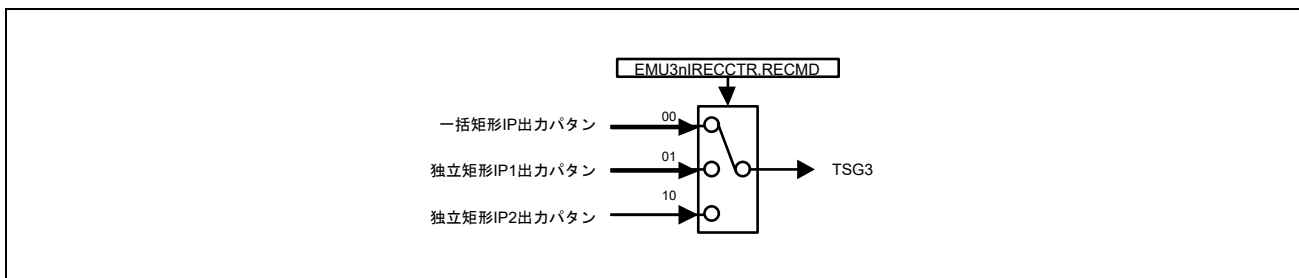 EMU3nIRECCTR.RECMD
一括矩形IP出力パタン
00
独立矩形IP1出力パタン
01
TSG3
独立矩形IP2出力パタン
10